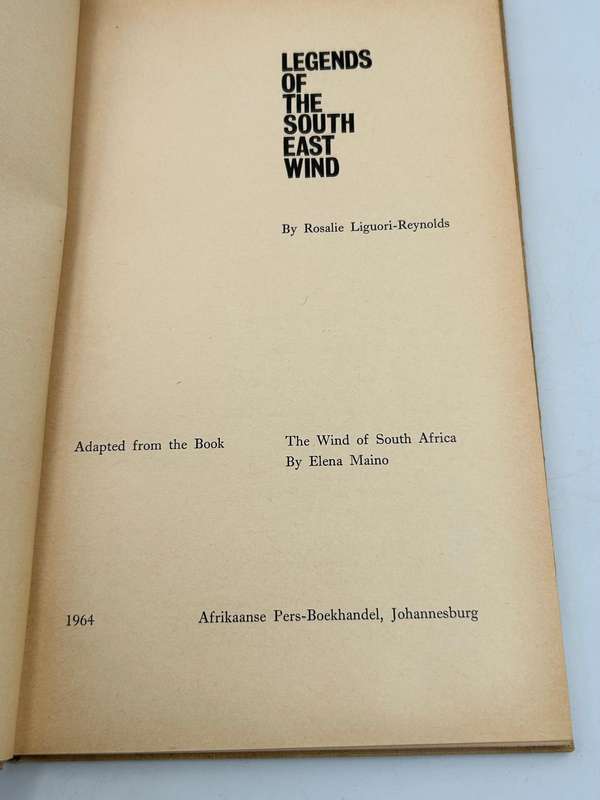 LEGENDS
OF
THE
SOUTH
EAST
WIND
By Rosalie Liguori-Reynolds
Adapted from the Book
The Wind of South Africa
By Elena Maino
1964
Afrikaanse Pers-Boekhandel, Johannesburg